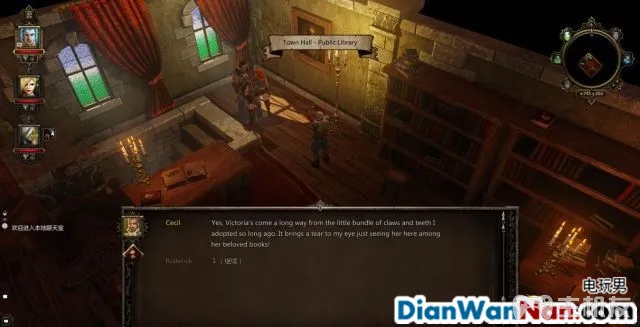 Town Hall - Public Library
x:745 y:202
欢迎进入本地聊天室
Cecil
Yes, Victoria's come a long way from the little bundle of claws and teeth I
adopted so long ago. It brings a tear to my eye just seeing her here among
her beloved books!
Roderick
1（继续）
电玩男
DianWanNan.com